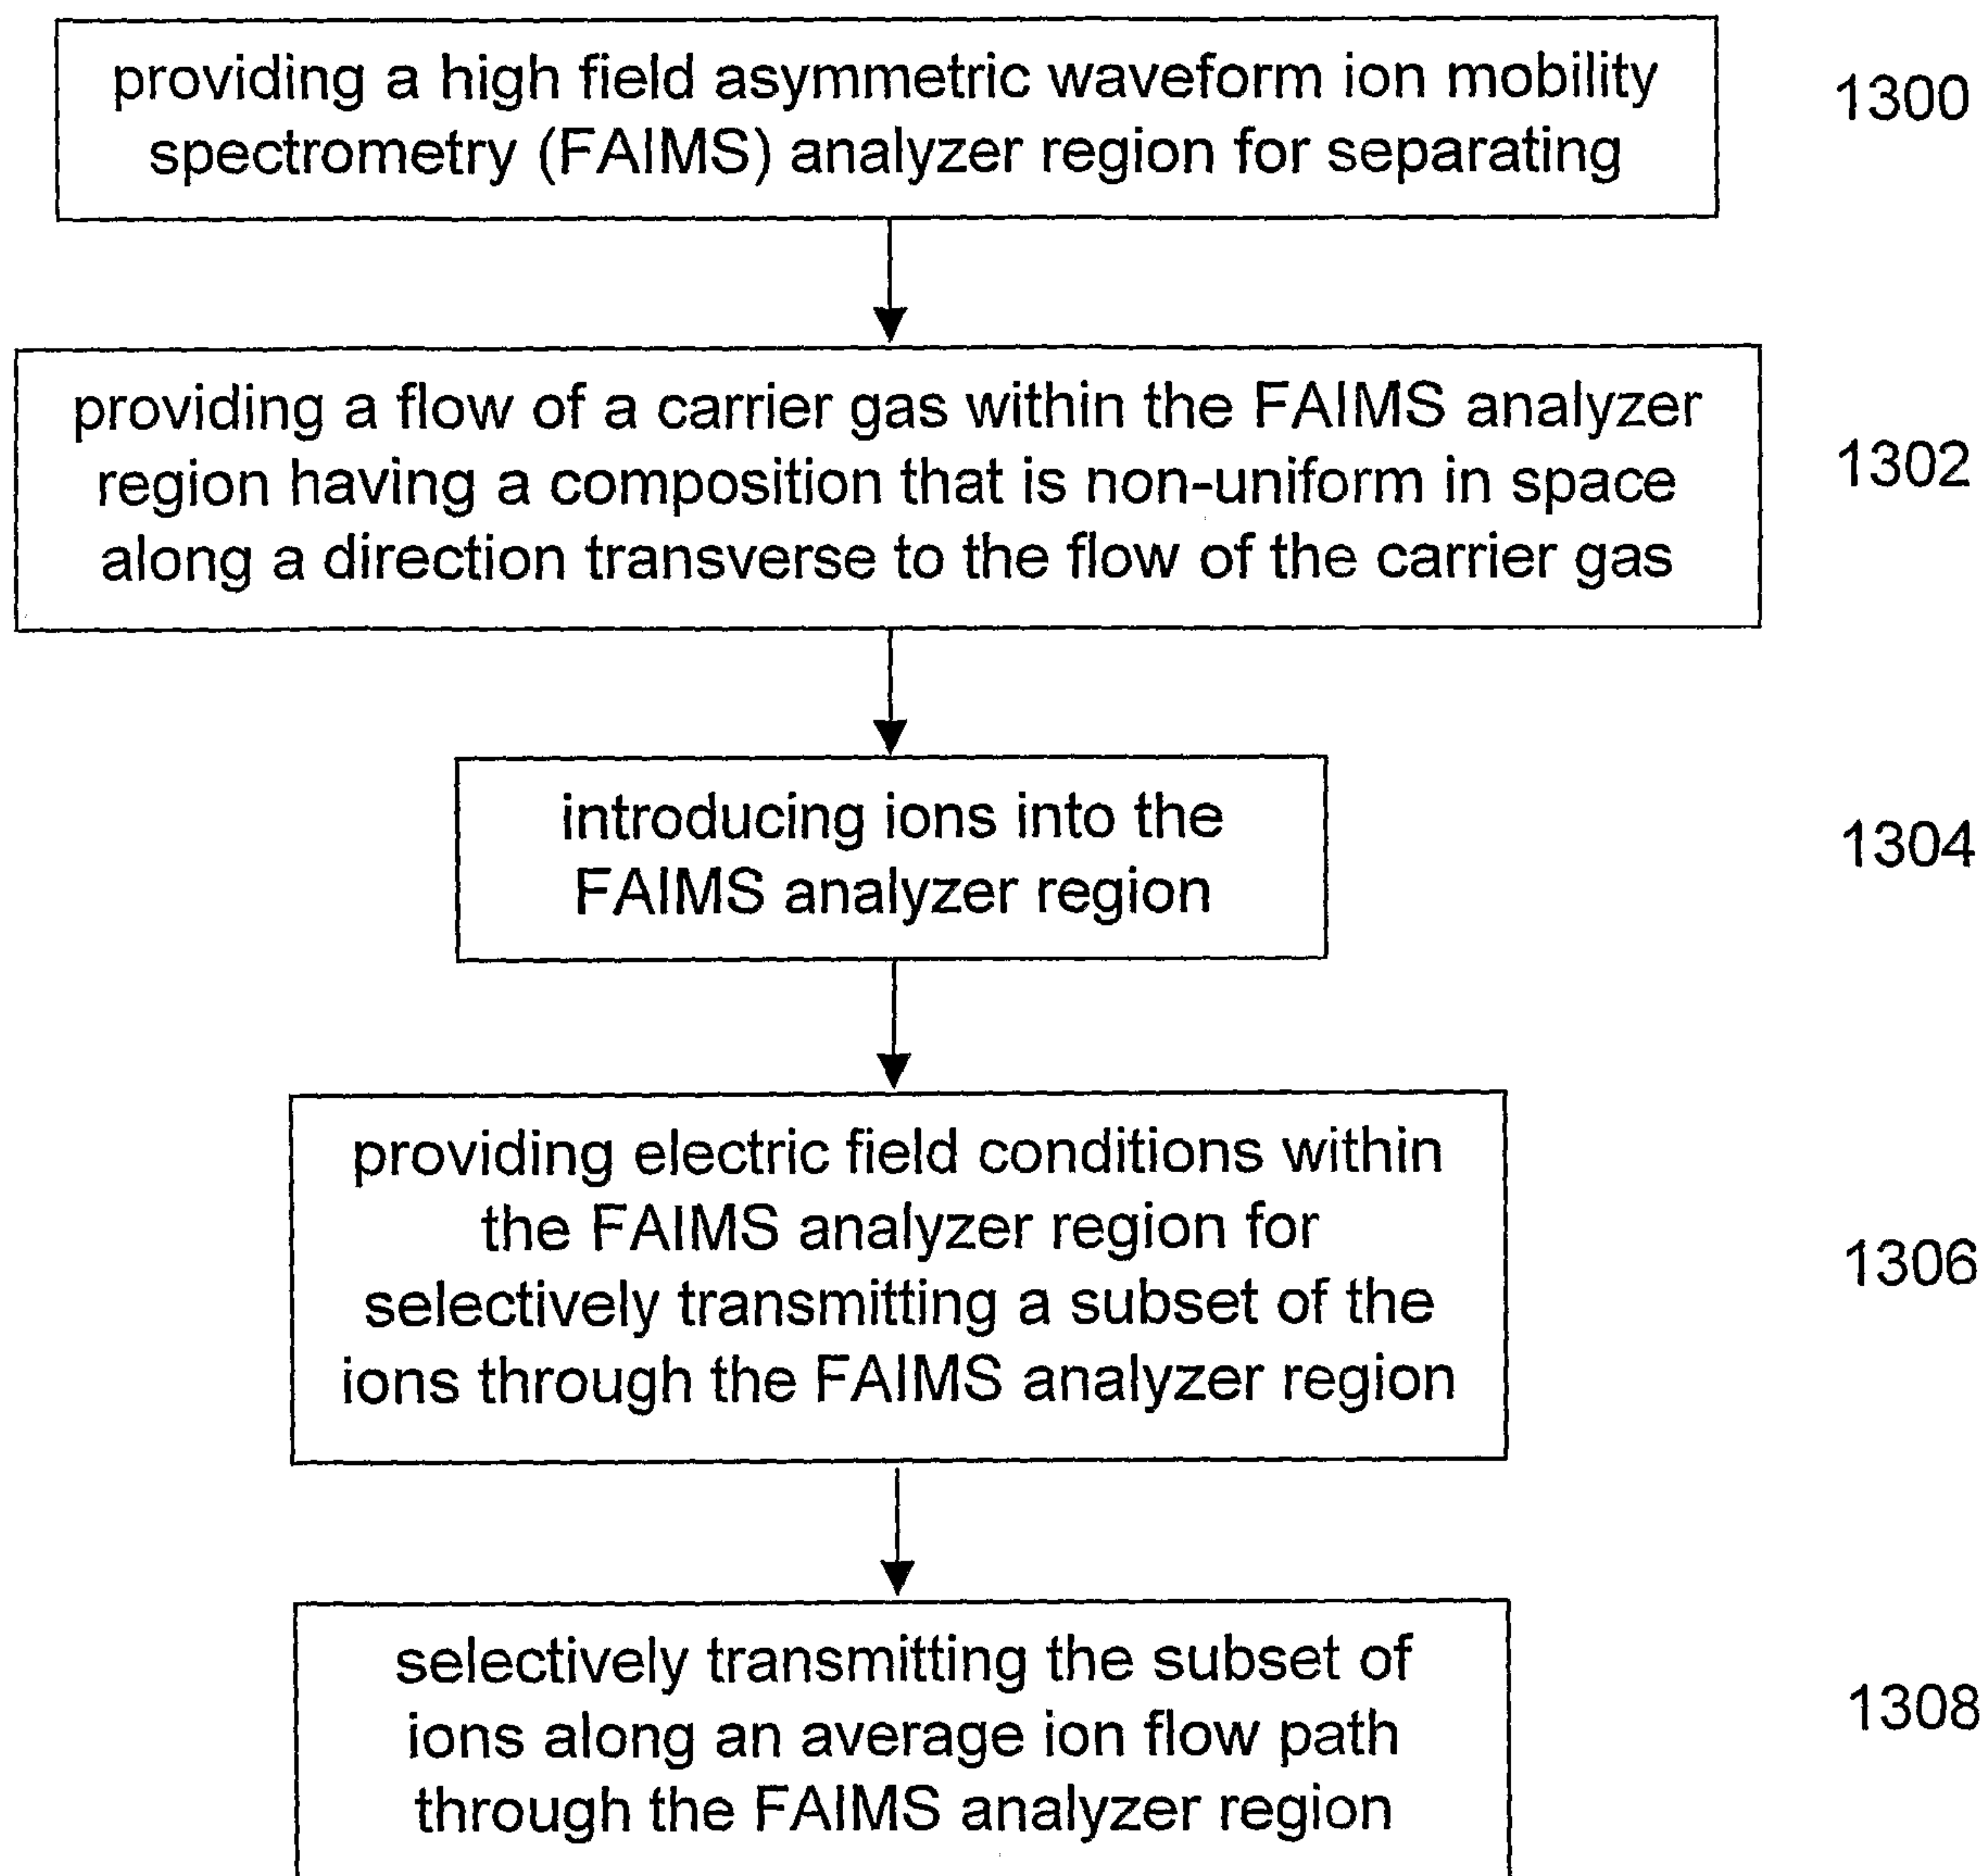 providing a high field asymmetric waveform ion mobility
spectrometry (FAIMS) analyzer region for separating
1300
providing a flow of a carrier gas within the FAIMS analyzer
region having a composition that is non-uniform in space
along a direction transverse to the flow of the carrier gas
1302
introducing ions into the
FAIMS analyzer region
1304
providing electric field conditions within
the FAIMS analyzer region for
selectively transmitting a subset of the
ions through the FAIMS analyzer region
1306
selectively transmitting the subset of
ions along an average ion flow path
through the FAIMS analyzer region
1308